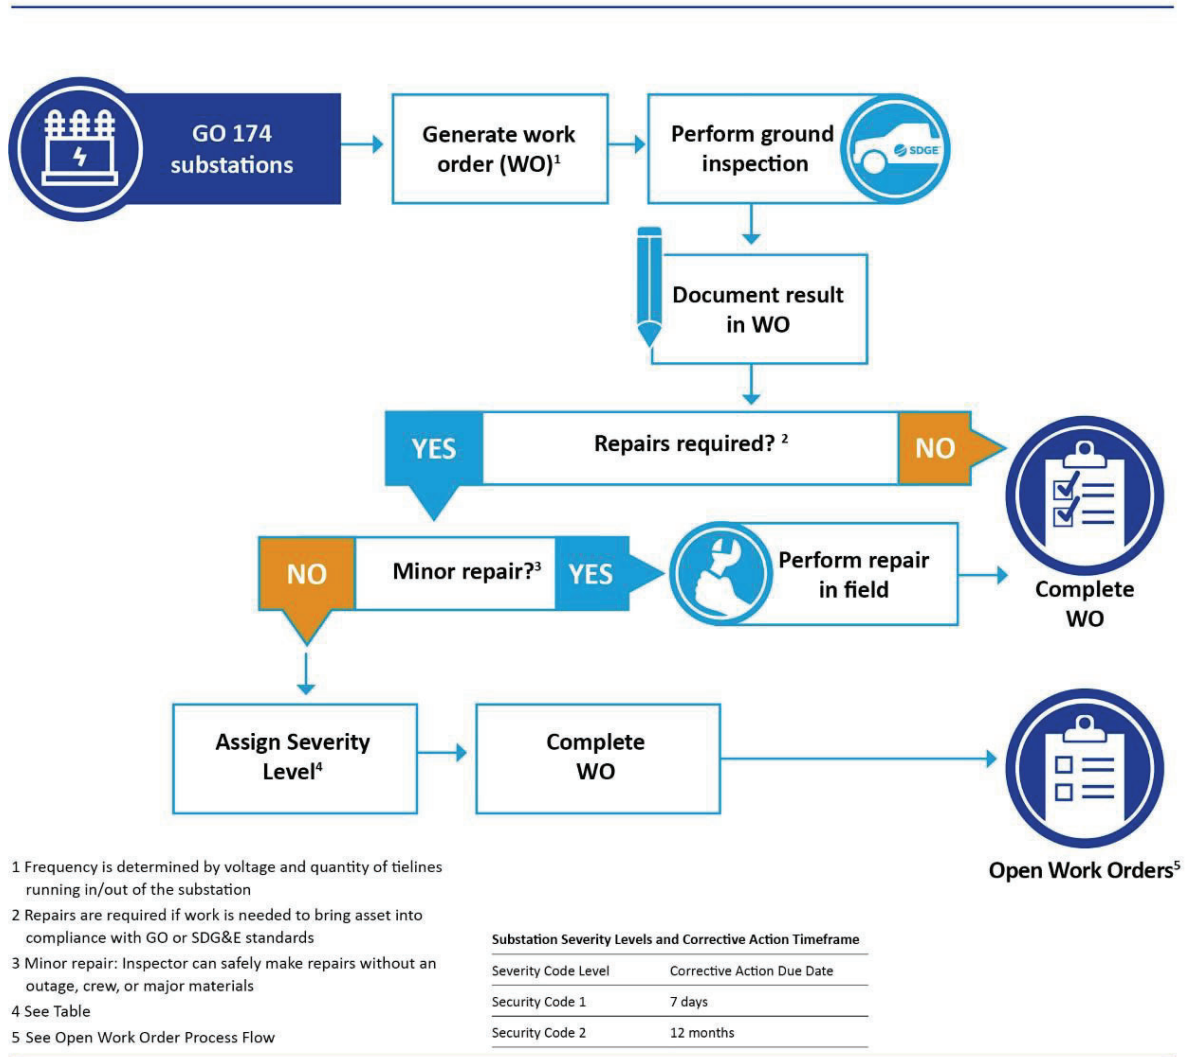 GO 174
substations
Generate work
order (WO)1
Perform ground
inspection
SDGE
Document result
in WO
YES
Repairs required? 2
NO
NO
Minor repair?3
YES
Perform repair
in field
Complete
WO
Assign Severity
Level4
Complete
WO
Open Work Orders5
1 Frequency is determined by voltage and quantity of tielines
running in/out of the substation
2 Repairs are required if work is needed to bring asset into
compliance with GO or SDG&E standards
3 Minor repair: Inspector can safely make repairs without an
outage, crew, or major materials
4 See Table
5 See Open Work Order Process Flow
Substation Severity Levels and Corrective Action Timeframe
Severity Code Level Corrective Action Due Date
Security Code 1 7 days
Security Code 2 12 months